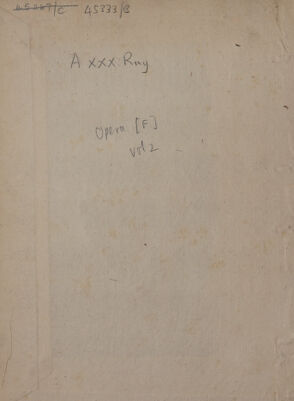 45333/B
A xxx. Rny
Opera [F]
vol 2